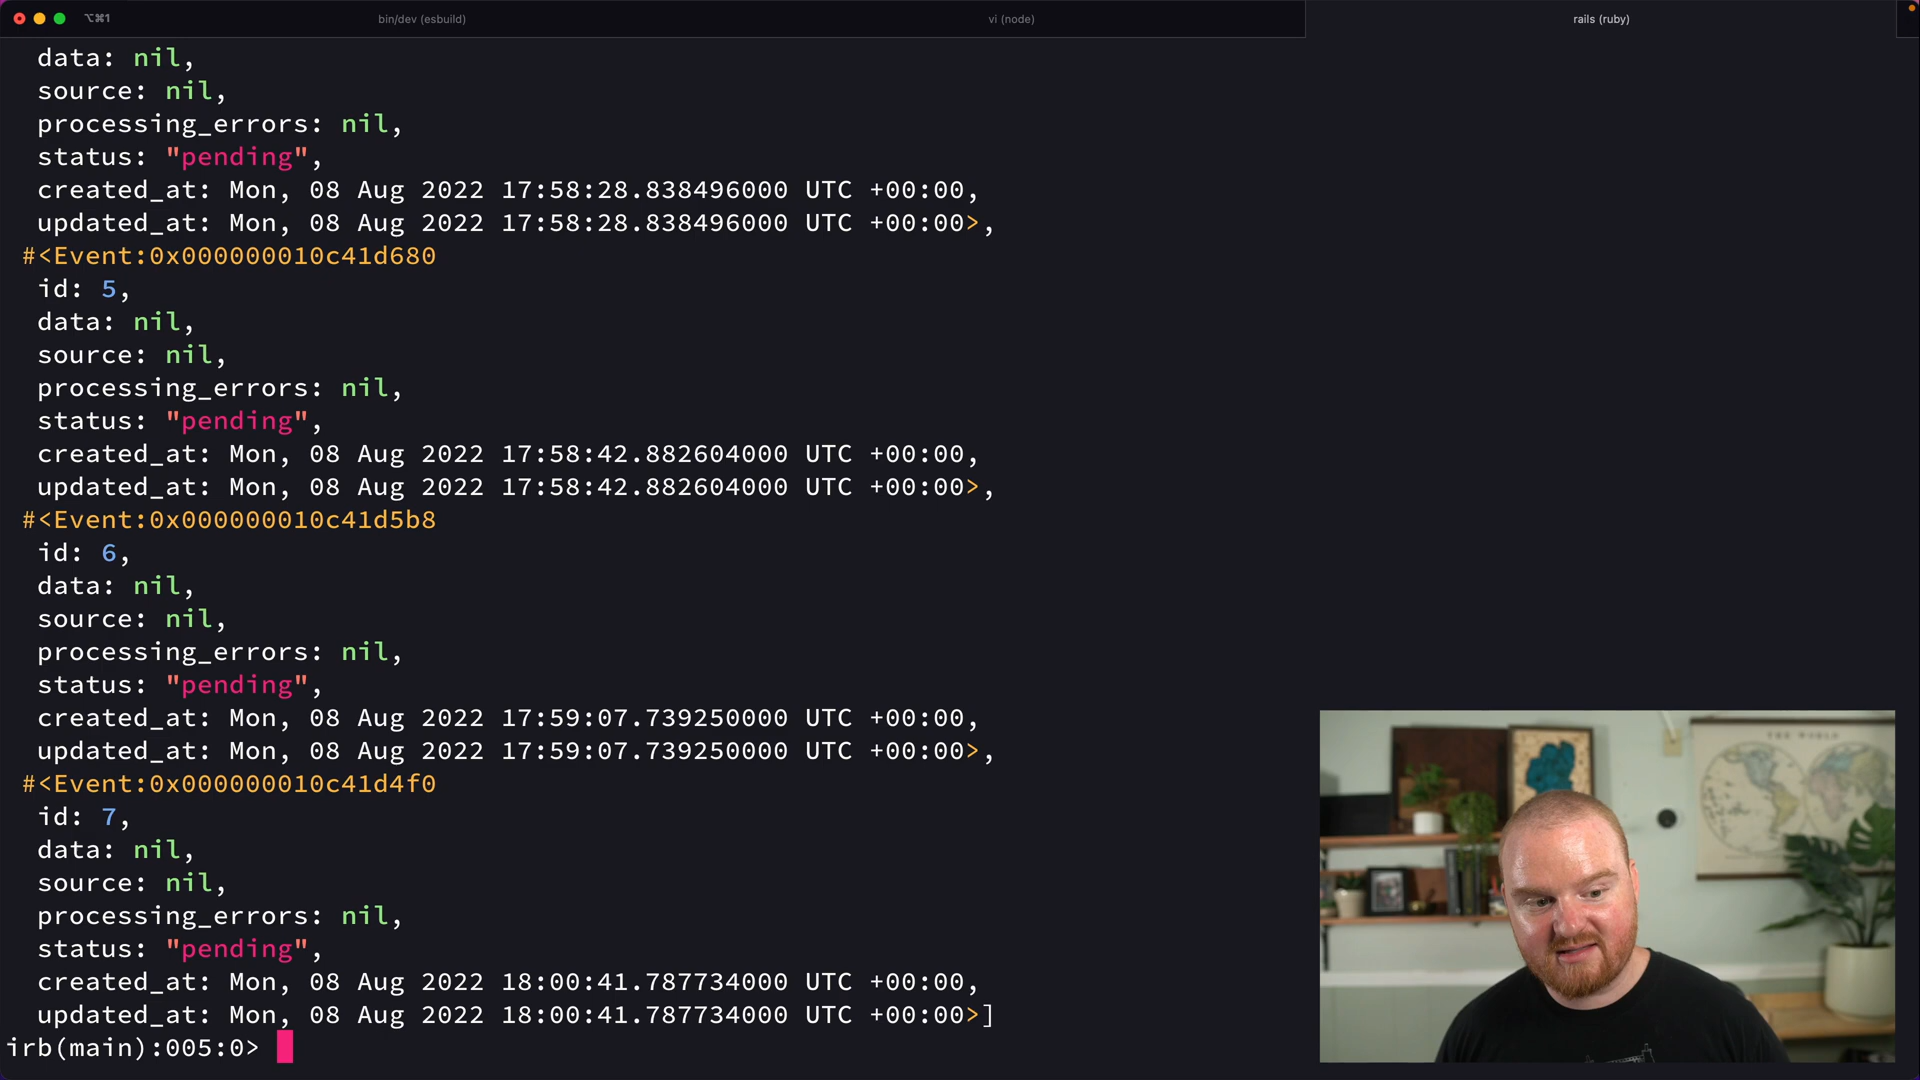 ⌥⌘1
bin/dev (esbuild)
vi (node)
rails (ruby)
data: nil,
source: nil,
processing_errors: nil,
status: "pending",
created_at: Mon, 08 Aug 2022 17:58:28.838496000 UTC +00:00,
updated_at: Mon, 08 Aug 2022 17:58:28.838496000 UTC +00:00>,
#<Event:0x000000010c41d680
id: 5,
data: nil,
source: nil,
processing_errors: nil,
status: "pending",
created_at: Mon, 08 Aug 2022 17:58:42.882604000 UTC +00:00,
updated_at: Mon, 08 Aug 2022 17:58:42.882604000 UTC +00:00>,
#<Event:0x000000010c41d5b8
id: 6,
data: nil,
source: nil,
processing_errors: nil,
status: "pending",
created_at: Mon, 08 Aug 2022 17:59:07.739250000 UTC +00:00,
updated_at: Mon, 08 Aug 2022 17:59:07.739250000 UTC +00:00>,
#<Event:0x000000010c41d4f0
id: 7,
data: nil,
source: nil,
processing_errors: nil,
status: "pending",
created_at: Mon, 08 Aug 2022 18:00:41.787734000 UTC +00:00,
updated_at: Mon, 08 Aug 2022 18:00:41.787734000 UTC +00:00>]
irb(main):005:0>
THE WORLD